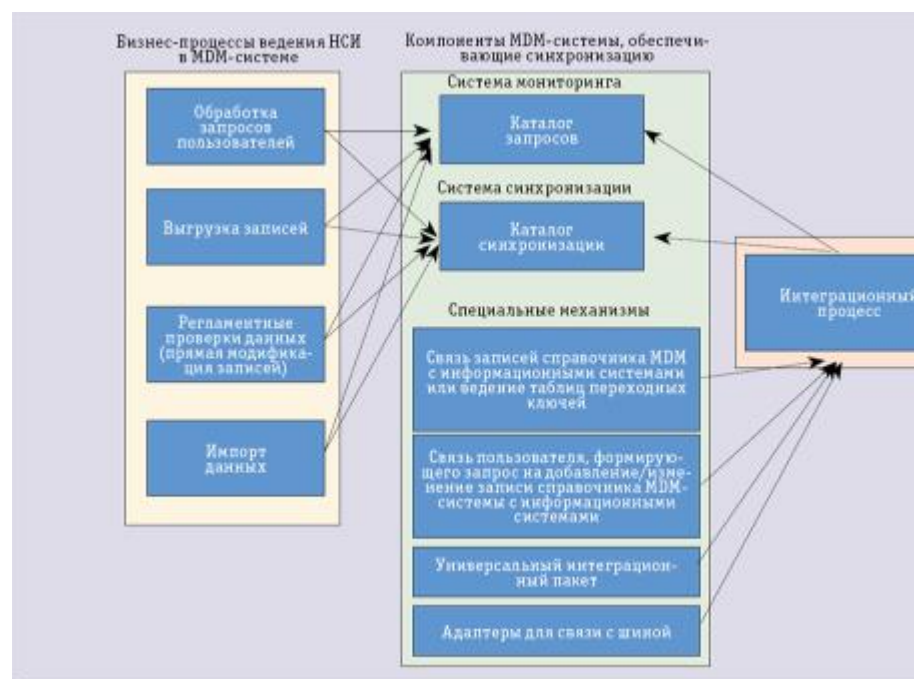 Бизнес-процессы ведения НСИ
в MDM-системе
Обработка
запросов
пользователей
Выгрузка записей
Регламентные
проверки данных
(прямая модифика-
ция записей)
Импорт
данных
Компоненты MDM-системы, обеспечи-
вающие синхронизацию
Система мониторинга
Каталог
запросов
Система синхронизации
Каталог
синхронизации
Специальные механизмы
Связь записей справочника MDM
с информационными системами
или ведение таблиц переходных
ключей
Связь пользователя, формирую-
щего запрос на добавление/изме-
нение записи справочника MDM-
системы с информационными
системами
Универсальный интеграцион-
ный пакет
Адаптеры для связи с шиной
Интеграционный
процесс